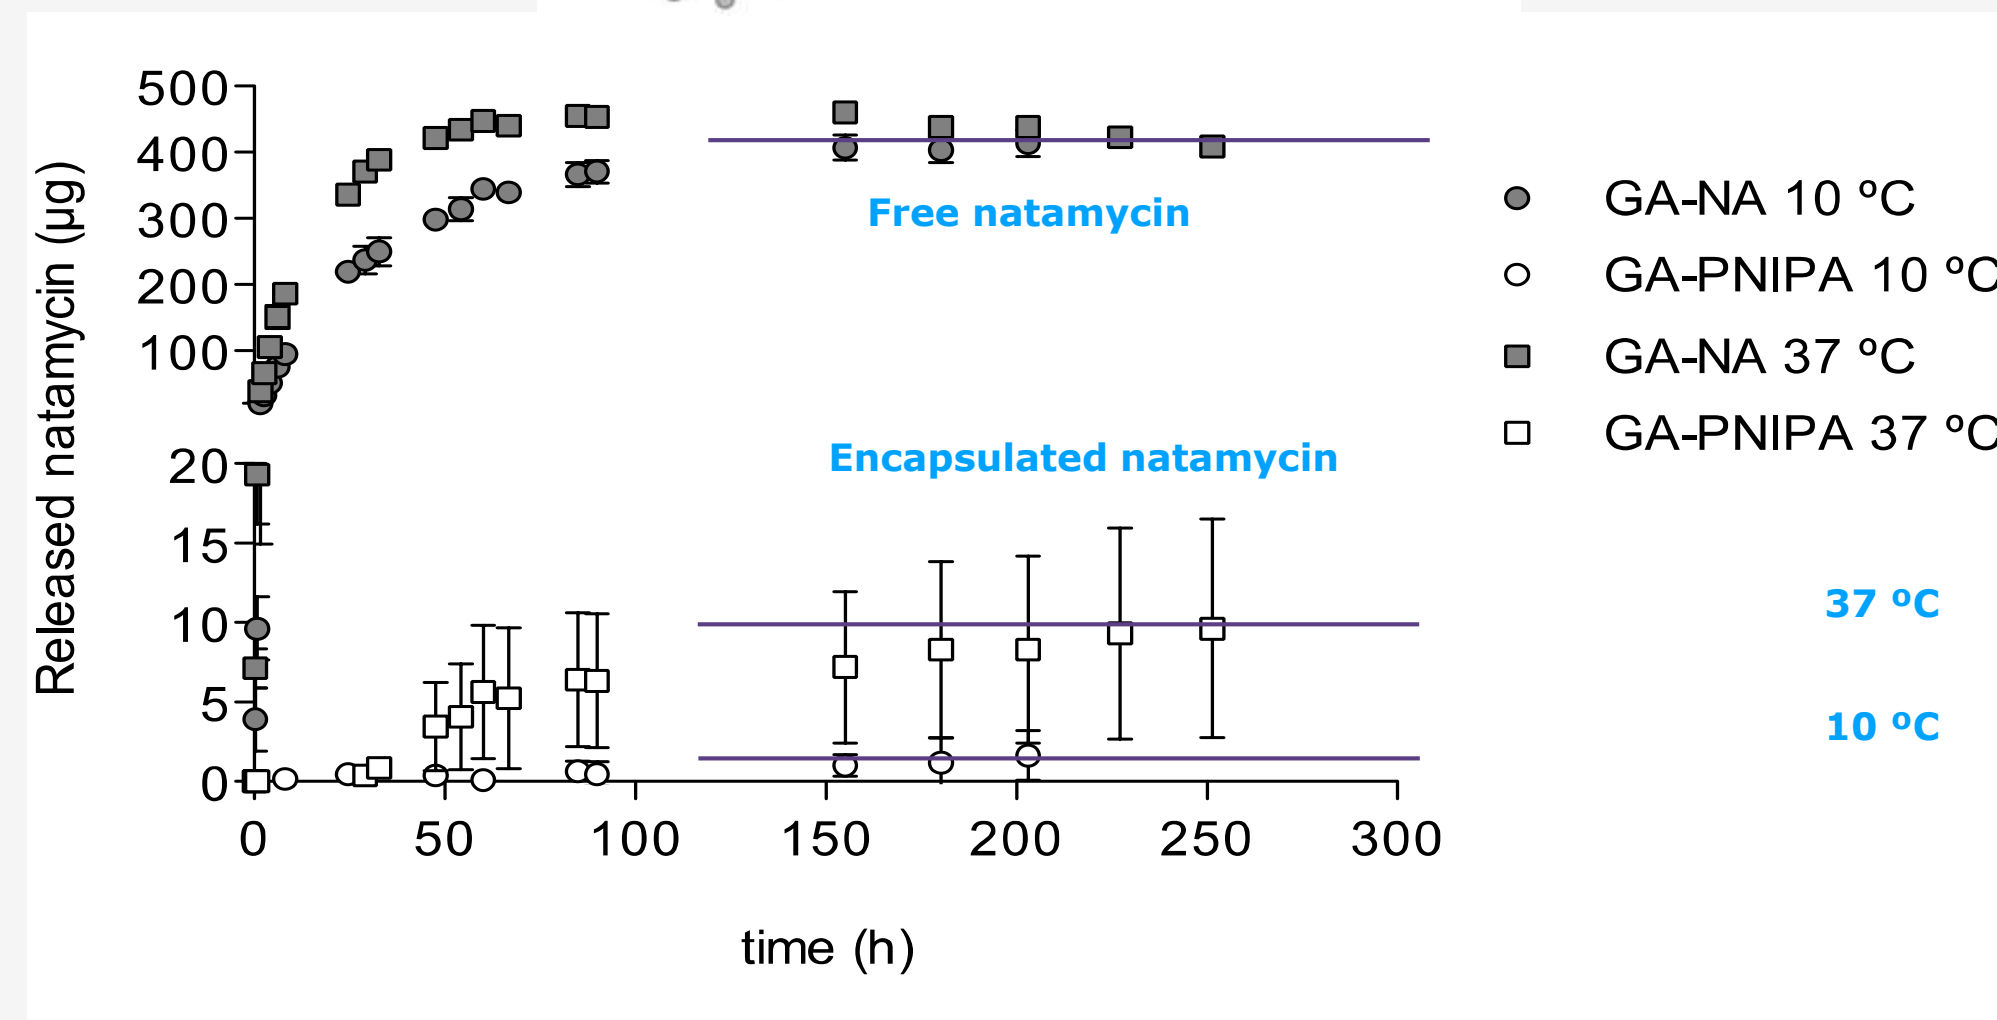 500
400
300
200
100
20
15
10
5
0
Released natamycin (µg)
0 50 100 150 200 250 300
time (h)
Free natamycin
Encapsulated natamycin
GA-NA 10 ºC
GA-PNIPA 10 ºC
GA-NA 37 ºC
GA-PNIPA 37 ºC
37 ºC
10 ºC